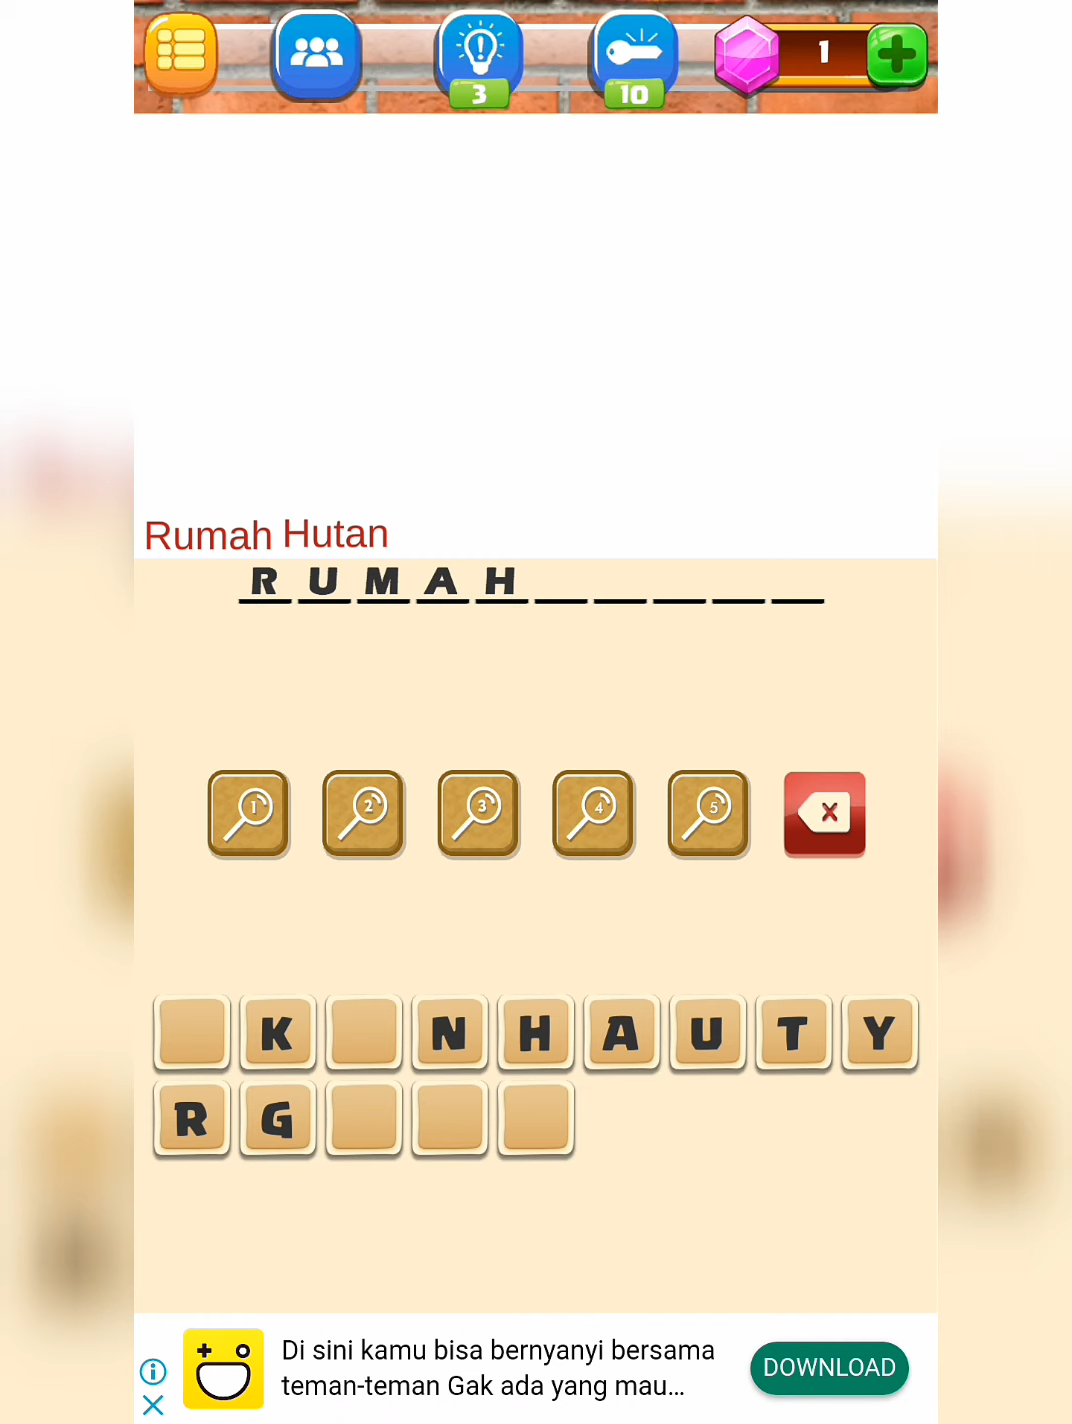 3
10
1
Rumah Hutan
R U M A H
1 2 3 4 5 X
K N H A U T Y
R G
Di sini kamu bisa bernyanyi bersama
teman-teman Gak ada yang mau...
DOWNLOAD